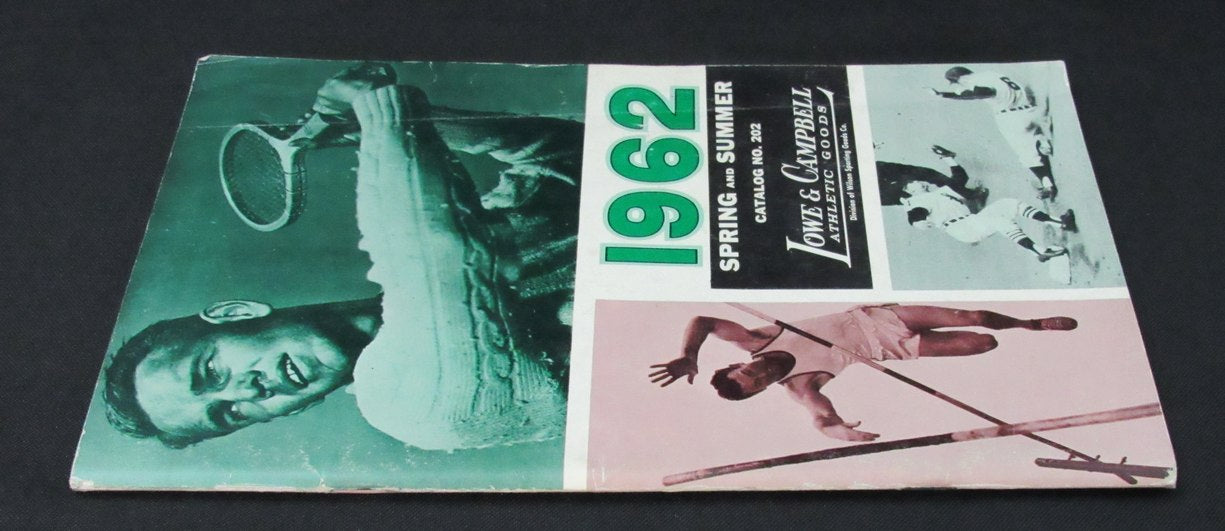 1962
SPRING AND SUMMER
CATALOG NO. 202
LOWE & CAMPBELL
ATHLETIC GOODS
Division of Wilson Sporting Goods Co.